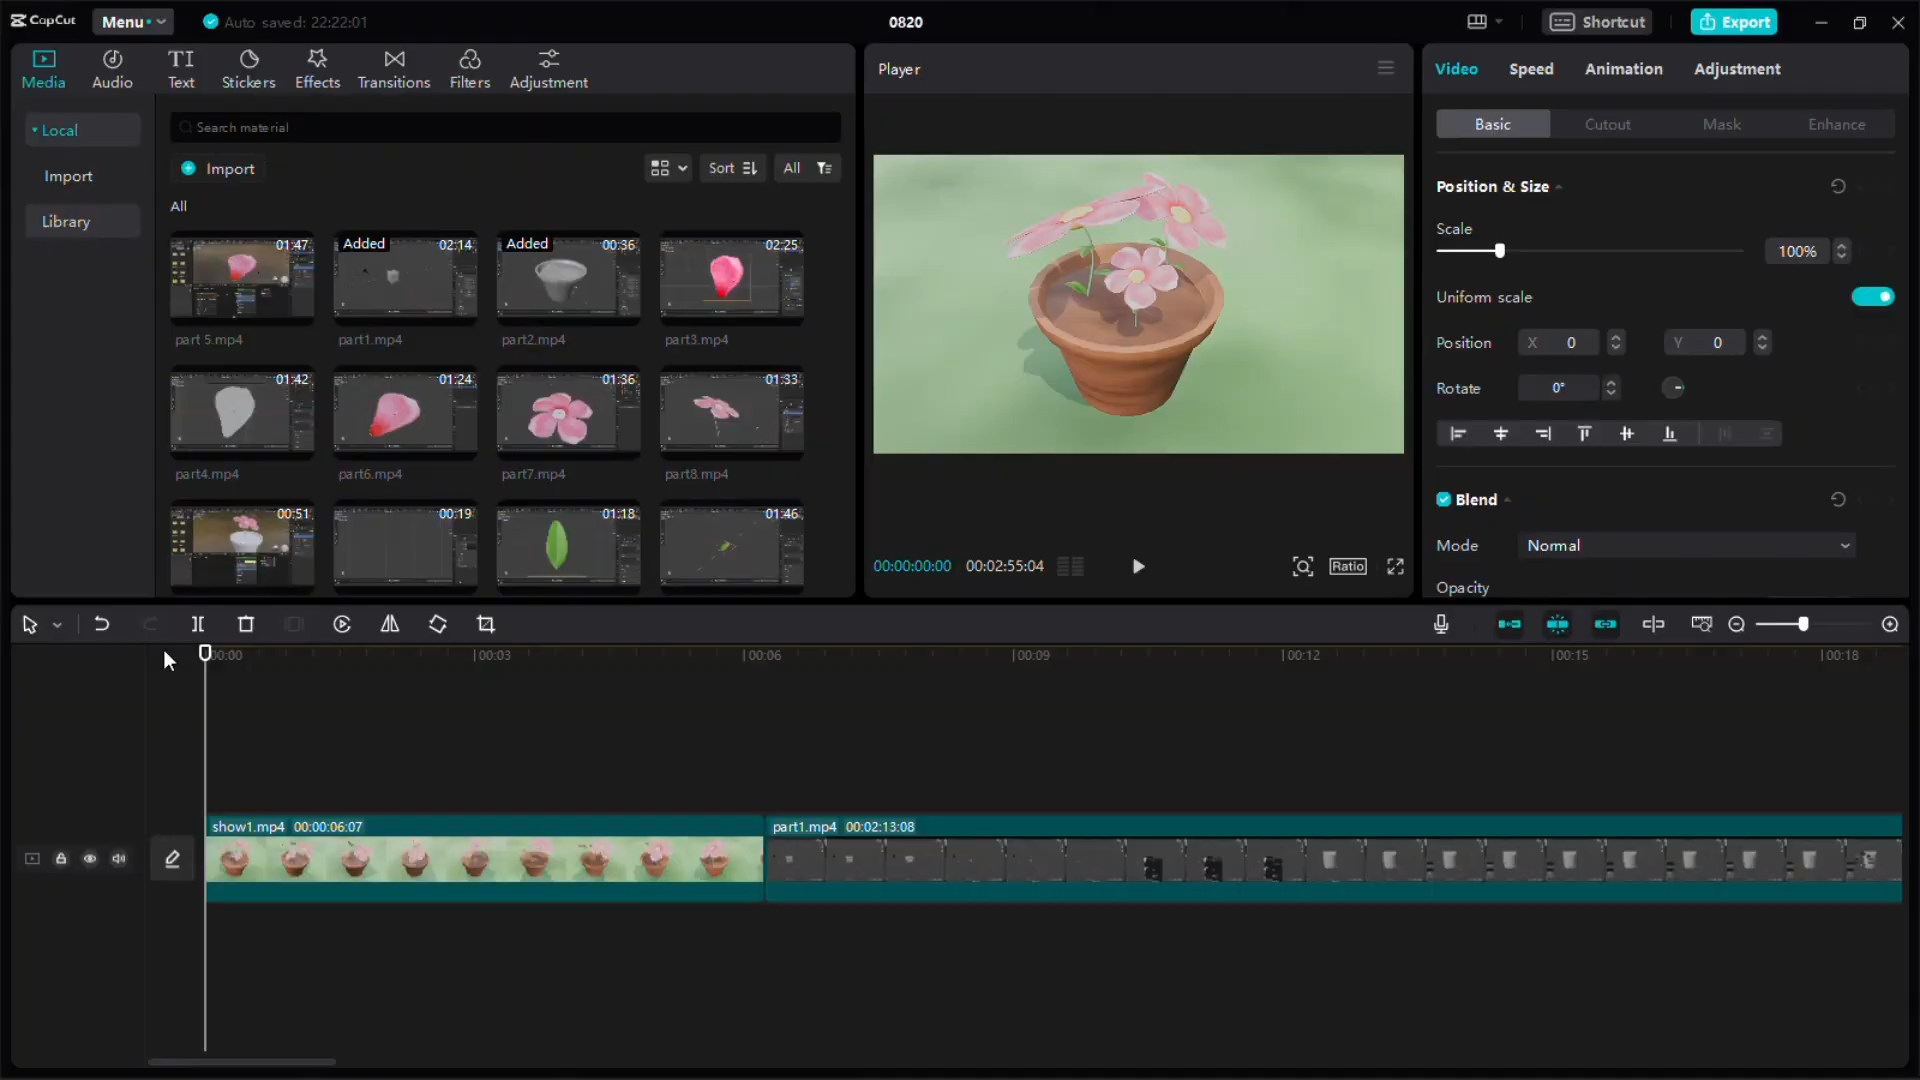 CapCut
Menu
Auto saved: 22:22:01
0820
Shortcut
Export
Media
Audio
TI
Text
Stickers
Effects
Transitions
Filters
Adjustment
Local
Import
Library
Search material
Import
Sort
All
All
01:47
part 5.mp4
Added
02:14
part1.mp4
Added
00:36
part2.mp4
02:25
part3.mp4
01:42
part4.mp4
01:24
part6.mp4
01:36
part7.mp4
01:33
part8.mp4
00:51
00:19
01:18
01:46
Player
00:00:00:00
00:02:55:04
Ratio
Video
Speed
Animation
Adjustment
Basic
Cutout
Mask
Enhance
Position & Size
Scale
100%
Uniform scale
Position
X 0
Y 0
Rotate
0°
Blend
Mode
Normal
Opacity
00:00
00:03
00:06
00:09
00:12
00:15
00:18
show1.mp4 00:00:06:07
part1.mp4 00:02:13:08